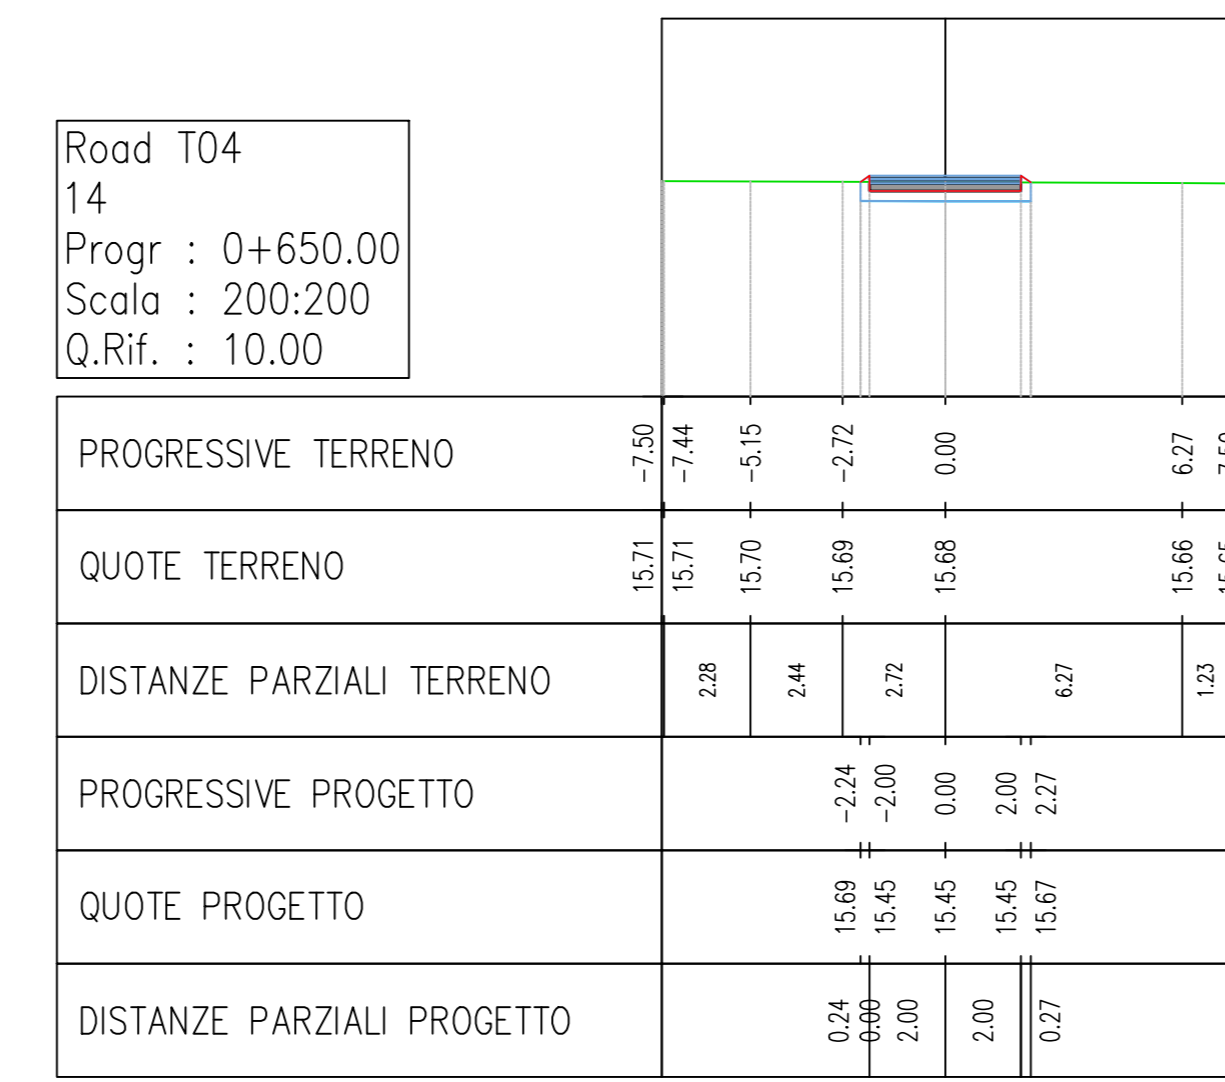 Road T04
14
Progr : 0+650.00
Scala : 200:200
Q.Rif. : 10.00
PROGRESSIVE TERRENO -7.50 -7.44 -5.15 -2.72 0.00 6.27
QUOTE TERRENO 15.71 15.71 15.70 15.69 15.68 15.66
DISTANZE PARZIALI TERRENO 2.28 2.44 2.72 6.27 1.23
PROGRESSIVE PROGETTO -2.24 -2.00 0.00 2.00 2.27
QUOTE PROGETTO 15.69 15.45 15.45 15.45 15.67
DISTANZE PARZIALI PROGETTO 0.24 0.00 2.00 2.00 0.27